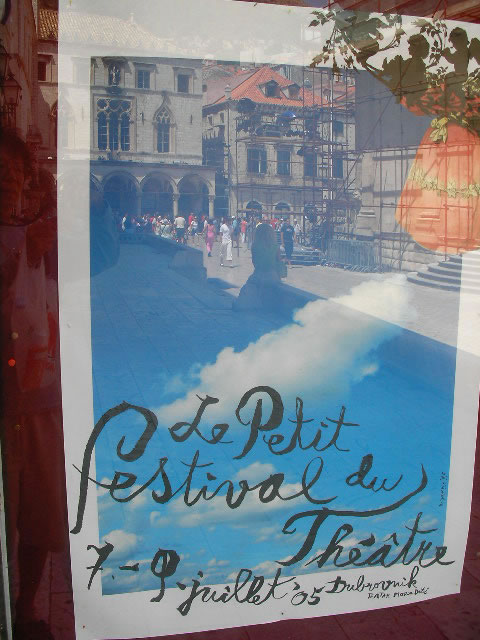 Le Petit
Festival du
Théâtre
7.-9. juillet '05 Dubrovnik